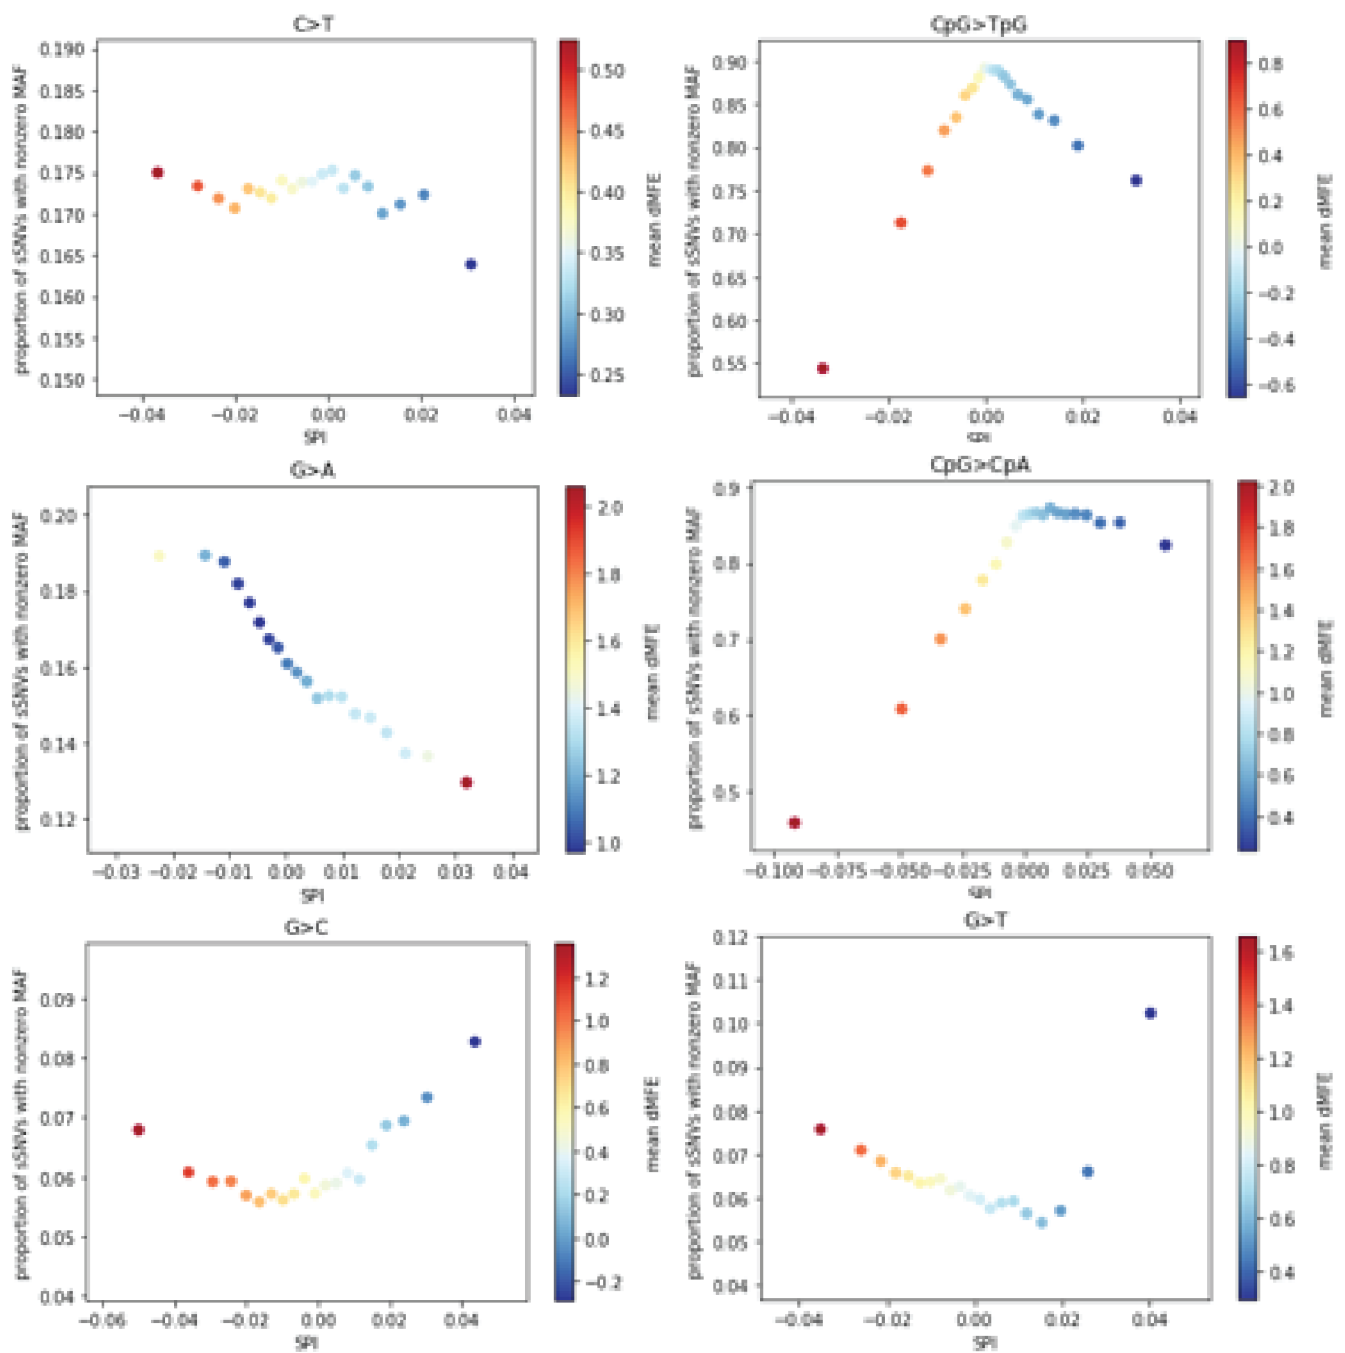 C>T
proportion of sSNVs with nonzero MAF
0.190
0.185
0.180
0.175
0.170
0.165
0.160
0.155
0.150
−0.04 −0.02 0.00 0.02 0.04
SPI
0.50
0.45
0.40
0.35
0.30
0.25
mean dMFE
CpG>TpG
proportion of sSNVs with nonzero MAF
0.90
0.85
0.80
0.75
0.70
0.65
0.60
0.55
−0.04 −0.02 0.00 0.02 0.04
SPI
0.8
0.6
0.4
0.2
0.0
−0.2
−0.4
−0.6
mean dMFE
G>A
proportion of sSNVs with nonzero MAF
0.20
0.18
0.16
0.14
0.12
−0.03 −0.02 −0.01 0.00 0.01 0.02 0.03 0.04
SPI
2.0
1.8
1.6
1.4
1.2
1.0
mean dMFE
CpG>CpA
proportion of sSNVs with nonzero MAF
0.9
0.8
0.7
0.6
0.5
−0.100 −0.075 −0.050 −0.025 0.000 0.025 0.050
SPI
2.0
1.8
1.6
1.4
1.2
1.0
0.8
0.6
0.4
mean dMFE
G>C
proportion of sSNVs with nonzero MAF
0.09
0.08
0.07
0.06
0.05
0.04
−0.06 −0.04 −0.02 0.00 0.02 0.04
SPI
1.2
1.0
0.8
0.6
0.4
0.2
0.0
−0.2
mean dMFE
G>T
proportion of sSNVs with nonzero MAF
0.12
0.11
0.10
0.09
0.08
0.07
0.06
0.05
0.04
−0.04 −0.02 0.00 0.02 0.04
SPI
1.6
1.4
1.2
1.0
0.8
0.6
0.4
mean dMFE